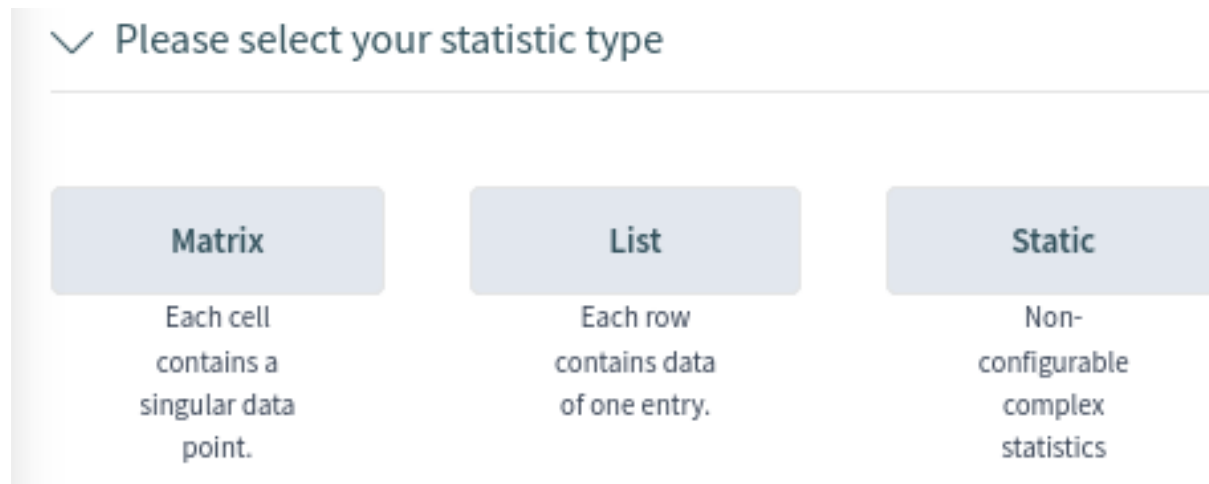 Please select your statistic type
Matrix
Each cell
contains a
singular data
point.
List
Each row
contains data
of one entry.
Static
Non-
configurable
complex
statistics